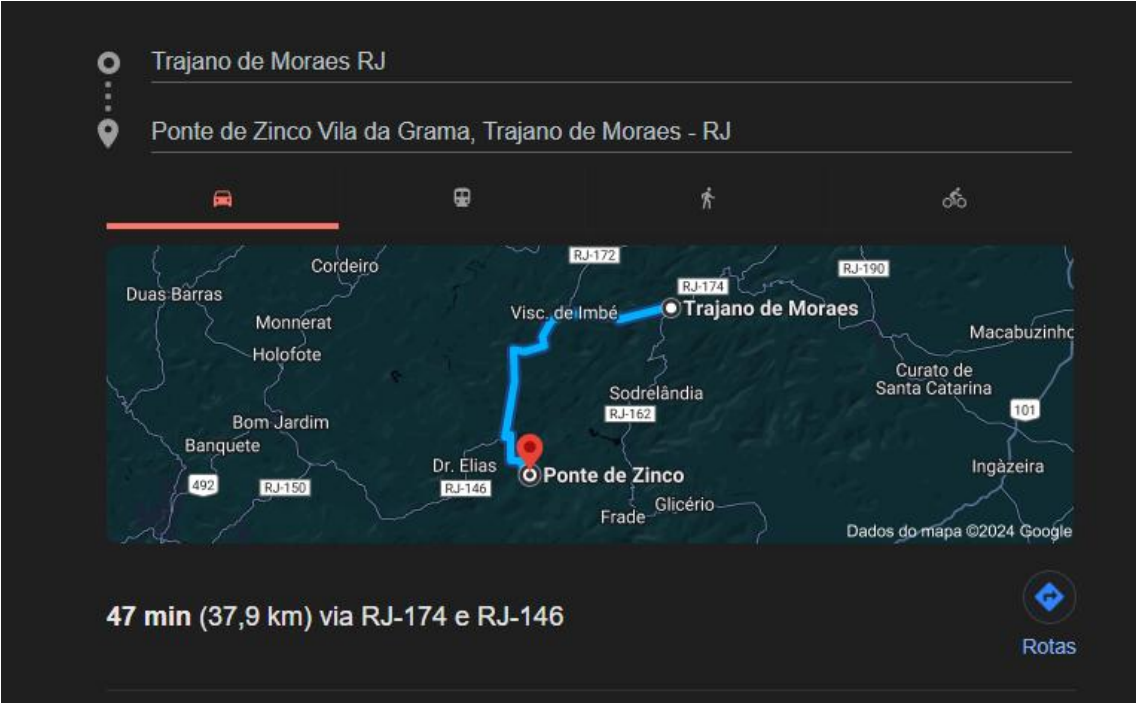 Trajano de Moraes RJ
Ponte de Zinco Vila da Grama, Trajano de Moraes - RJ
RJ-172
Cordeiro
RJ-190
RJ-174
Duas Barras
Visc. de Imbé
Trajano de Moraes
Monnerat
Macabuzinho
Holofote
Curato de
Santa Catarina
Sodrelândia
RJ-162
101
Bom Jardim
Banquete
Dr. Elias
Ingàzeira
Ponte de Zinco
492
RJ-150
RJ-146
Glicério
Frade
Dados do mapa ©2024 Google
47 min (37,9 km) via RJ-174 e RJ-146
Rotas